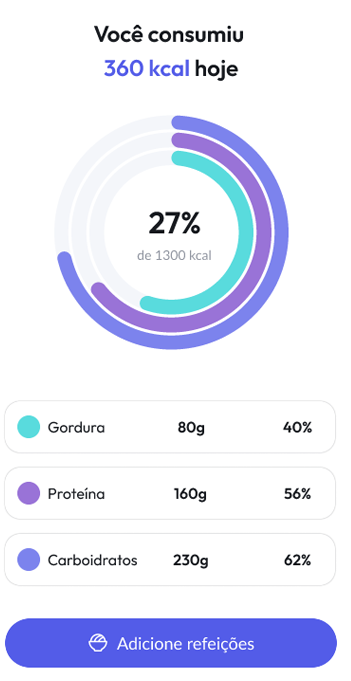 Você consumiu
360 kcal hoje
27%
de 1300 kcal
Gordura 80g 40%
Proteína 160g 56%
Carboidratos 230g 62%
Adicione refeições